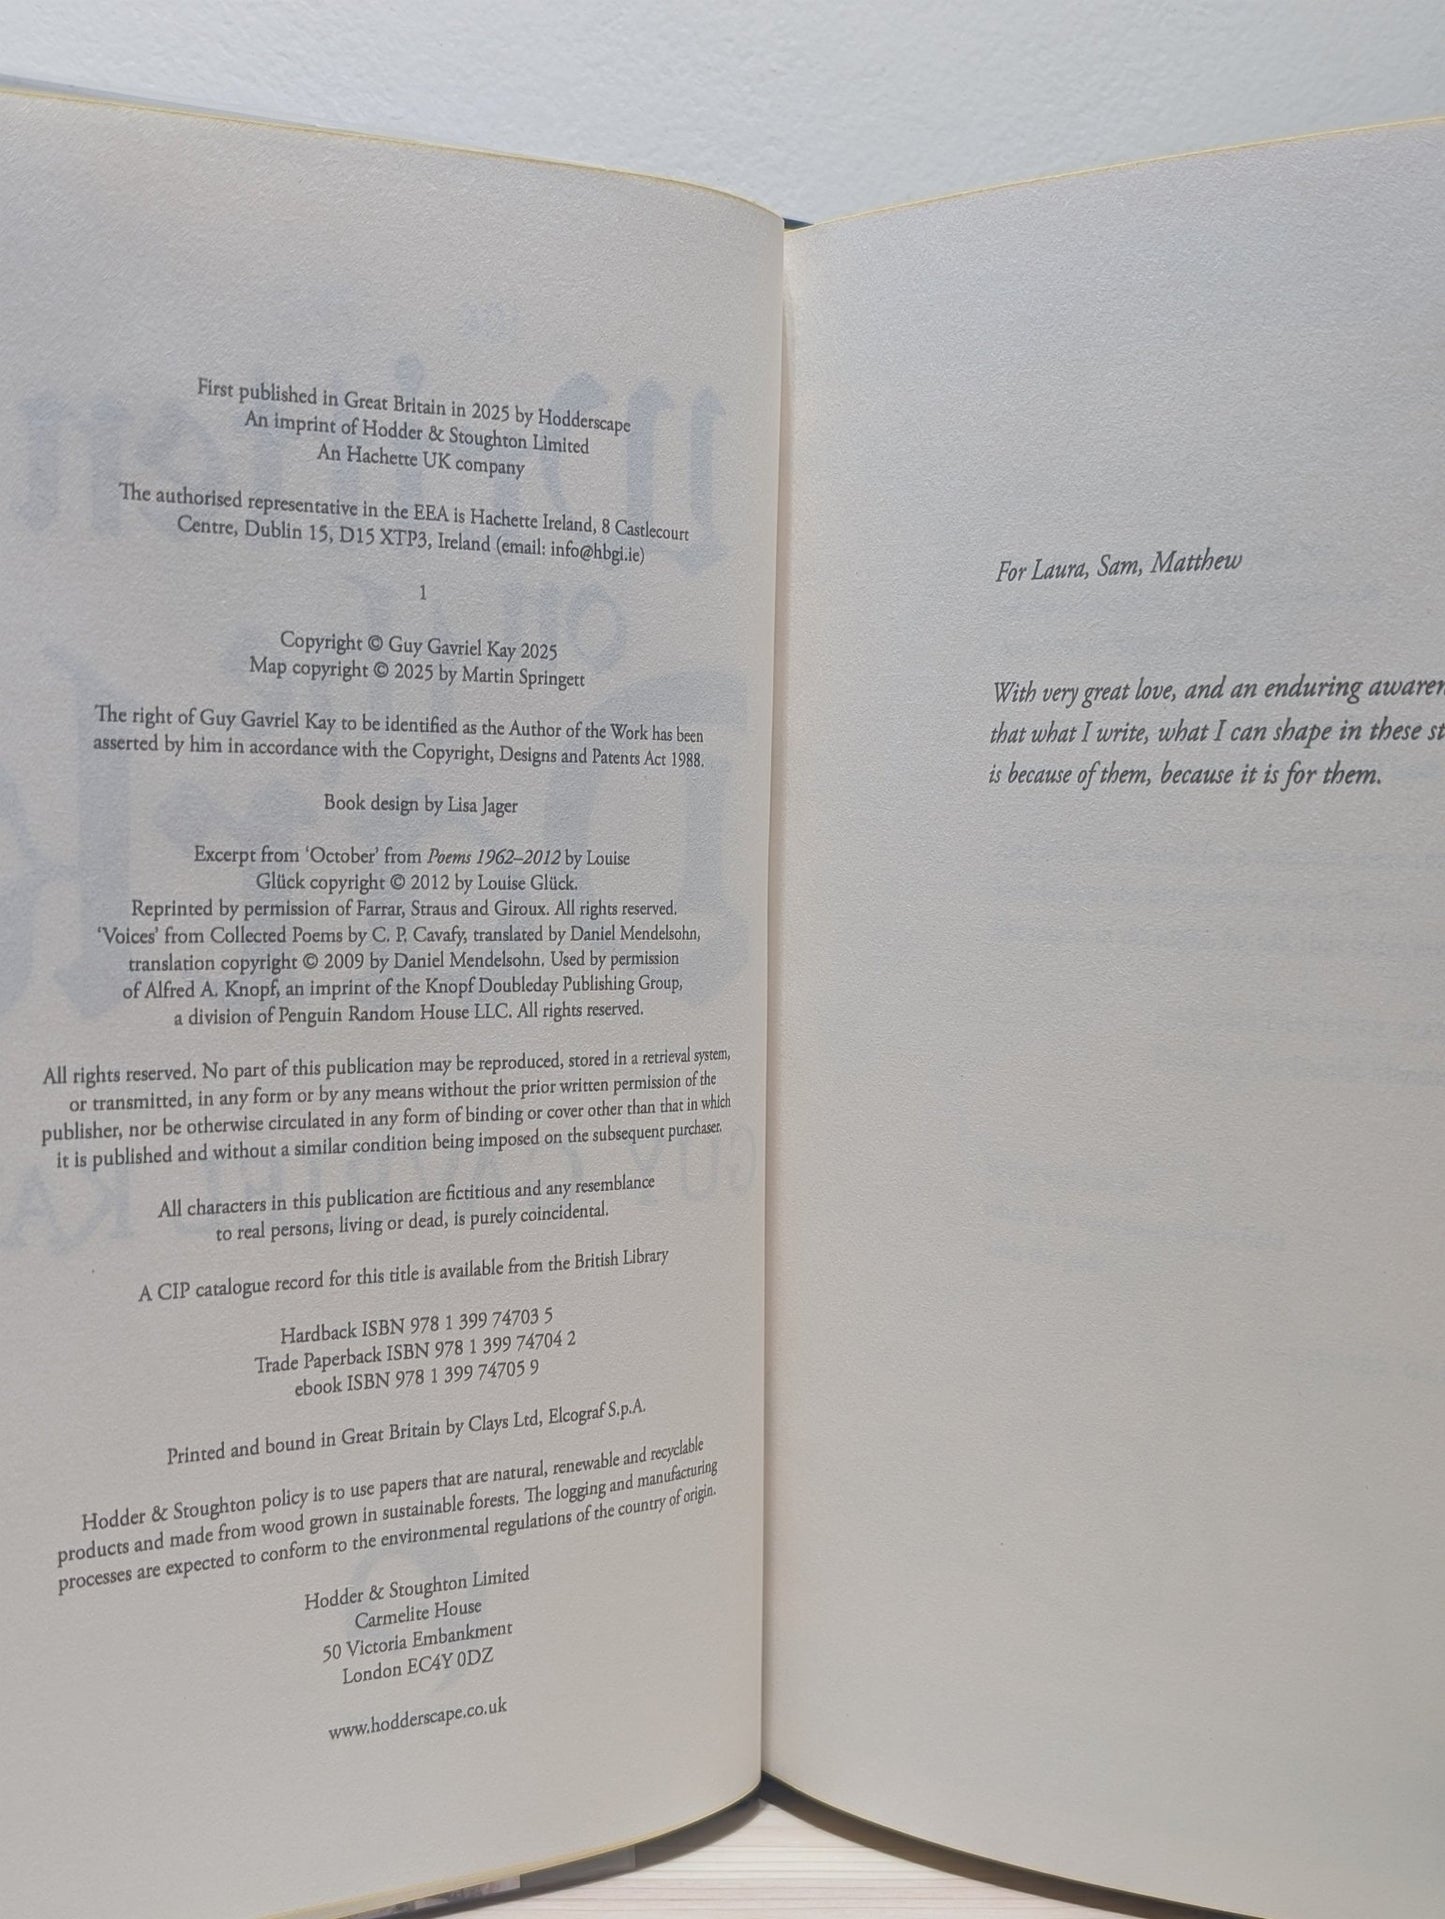 First published in Great Britain in 2025 by Hodderscape
An imprint of Hodder & Stoughton Limited
An Hachette UK company
The authorised representative in the EEA is Hachette Ireland, 8 Castlecourt
Centre, Dublin 15, D15 XTP3, Ireland (email: info@hbgi.ie)
1
Copyright © Guy Gavriel Kay 2025
Map copyright © 2025 by Martin Springett
The right of Guy Gavriel Kay to be identified as the Author of the Work has been
asserted by him in accordance with the Copyright, Designs and Patents Act 1988.
Book design by Lisa Jager
Excerpt from ‘October’ from Poems 1962–2012 by Louise
Glück copyright © 2012 by Louise Glück.
Reprinted by permission of Farrar, Straus and Giroux. All rights reserved.
‘Voices’ from Collected Poems by C. P. Cavafy, translated by Daniel Mendelsohn,
translation copyright © 2009 by Daniel Mendelsohn. Used by permission
of Alfred A. Knopf, an imprint of the Knopf Doubleday Publishing Group,
a division of Penguin Random House LLC. All rights reserved.
All rights reserved. No part of this publication may be reproduced, stored in a retrieval system,
or transmitted, in any form or by any means without the prior written permission of the
publisher, nor be otherwise circulated in any form of binding or cover other than that in which
it is published and without a similar condition being imposed on the subsequent purchaser.
All characters in this publication are fictitious and any resemblance
to real persons, living or dead, is purely coincidental.
A CIP catalogue record for this title is available from the British Library
Hardback ISBN 978 1 399 74703 5
Trade Paperback ISBN 978 1 399 74704 2
ebook ISBN 978 1 399 74705 9
Printed and bound in Great Britain by Clays Ltd, Elcograf S.p.A.
Hodder & Stoughton policy is to use papers that are natural, renewable and recyclable
products and made from wood grown in sustainable forests. The logging and manufacturing
processes are expected to conform to the environmental regulations of the country of origin.
Hodder & Stoughton Limited
Carmelite House
50 Victoria Embankment
London EC4Y 0DZ
www.hodderscape.co.uk
For Laura, Sam, Matthew
With very great love, and an enduring awaren
that what I write, what I can shape in these st
is because of them, because it is for them.